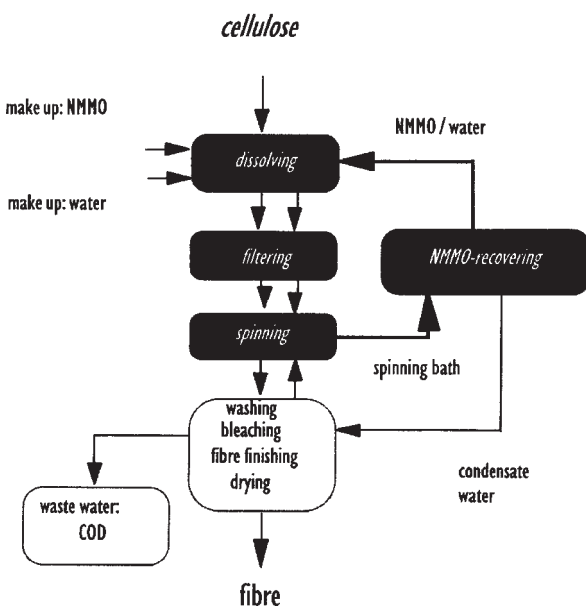 cellulose
make up: NMMO
NMMO / water
dissolving
make up: water
filtering
NMMO-recovering
spinning
spinning bath
washing
bleaching
fibre finishing
drying
condensate
water
waste water:
COD
fibre